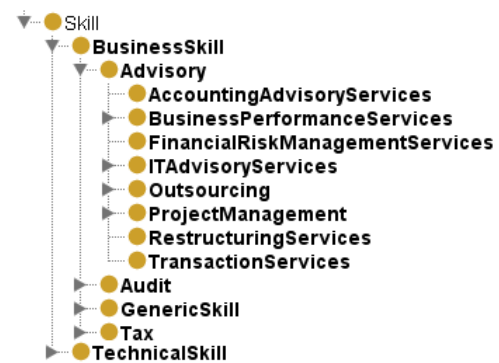 Skill
BusinessSkill
Advisory
AccountingAdvisoryServices
BusinessPerformanceServices
FinancialRiskManagementServices
ITAdvisoryServices
Outsourcing
ProjectManagement
RestructuringServices
TransactionServices
Audit
GenericSkill
Tax
TechnicalSkill